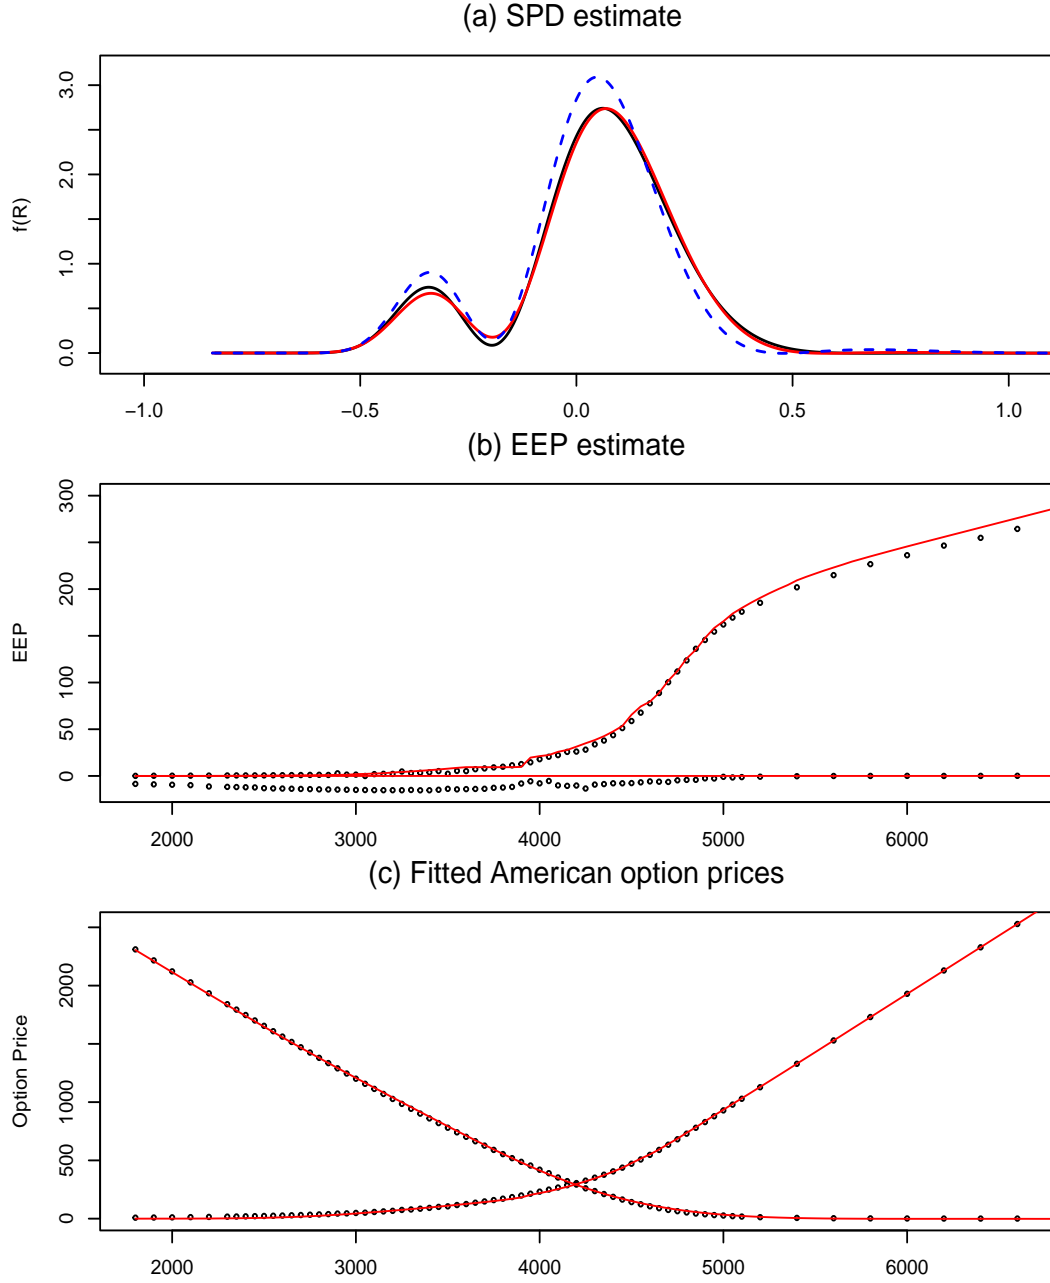 (a) SPD estimate
f(R)
3.0
2.0
1.0
0.0
−1.0 −0.5 0.0 0.5 1.0
(b) EEP estimate
EEP
300
200
100
50
0
2000 3000 4000 5000 6000
(c) Fitted American option prices
Option Price
2000
1000
500
0
2000 3000 4000 5000 6000